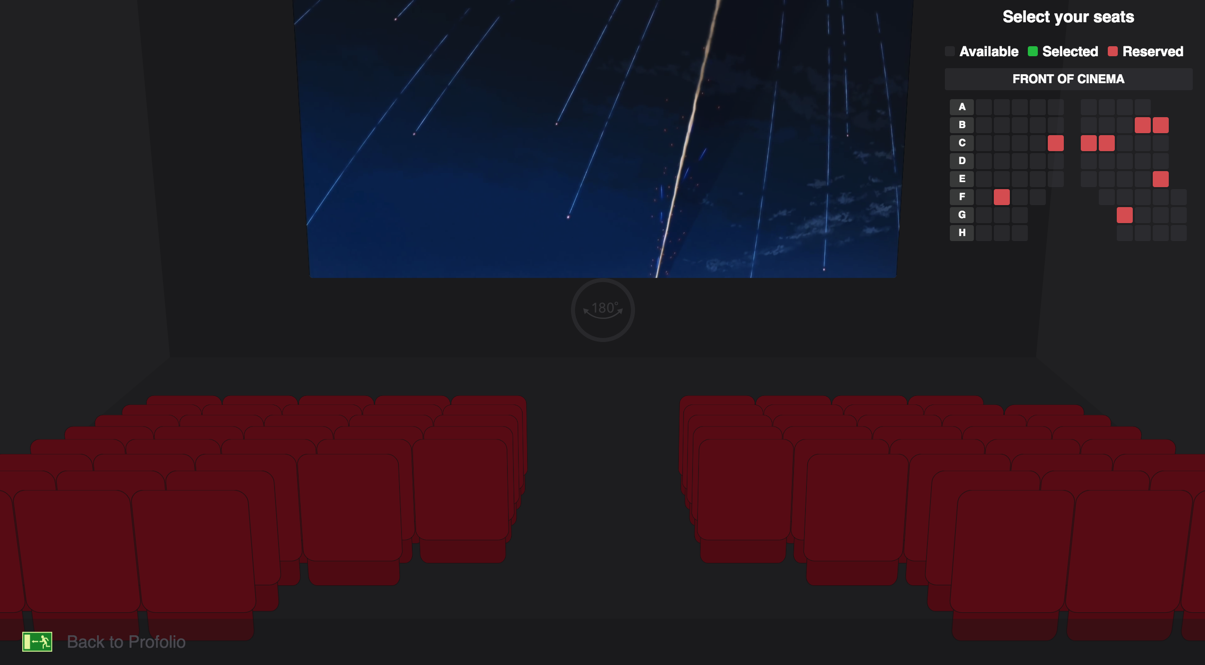 Select your seats
Available Selected Reserved
FRONT OF CINEMA
A
B
C
D
E
F
G
H
180°
Back to Profolio